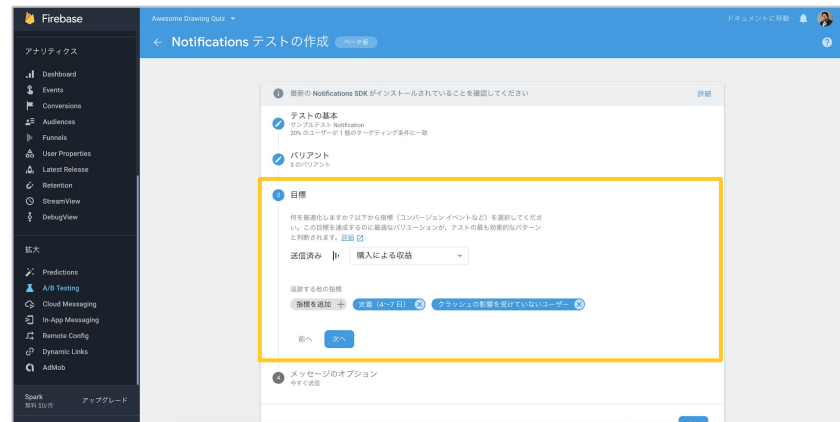 Firebase
Awesome Drawing Quiz
ドキュメントに移動
← Notifications テストの作成 ベータ版
アナリティクス
Dashboard
Events
Conversions
Audiences
Funnels
User Properties
Latest Release
Retention
StreamView
DebugView
拡大
Predictions
A/B Testing
Cloud Messaging
In-App Messaging
Remote Config
Dynamic Links
AdMob
Spark
無料 $0/月
アップグレード
最新の Notifications SDK がインストールされていることを確認してください
詳細
テストの基本
サンプルテスト Notification
20% のユーザーが 1 個のターゲティング条件に一致
バリアント
3 のバリアント
3 目標
何を最適化しますか？以下から指標（コンバージョン イベントなど）を選択してくださ
い。この目標を達成するのに最適なバリエーションが、テストの最も効果的なパターン
と判断されます。詳細
送信済み 購入による収益
追跡する他の指標
指標を追加 + 定着（4～7 日） クラッシュの影響を受けていないユーザー
前へ 次へ
4 メッセージのオプション
今すぐ送信